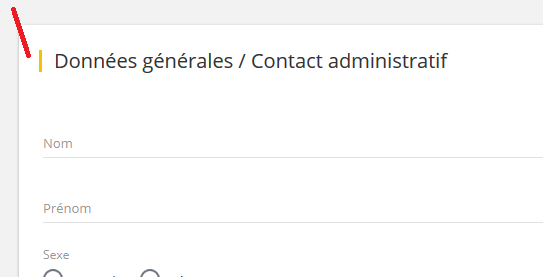 Données générales / Contact administratif
Nom
Prénom
Sexe